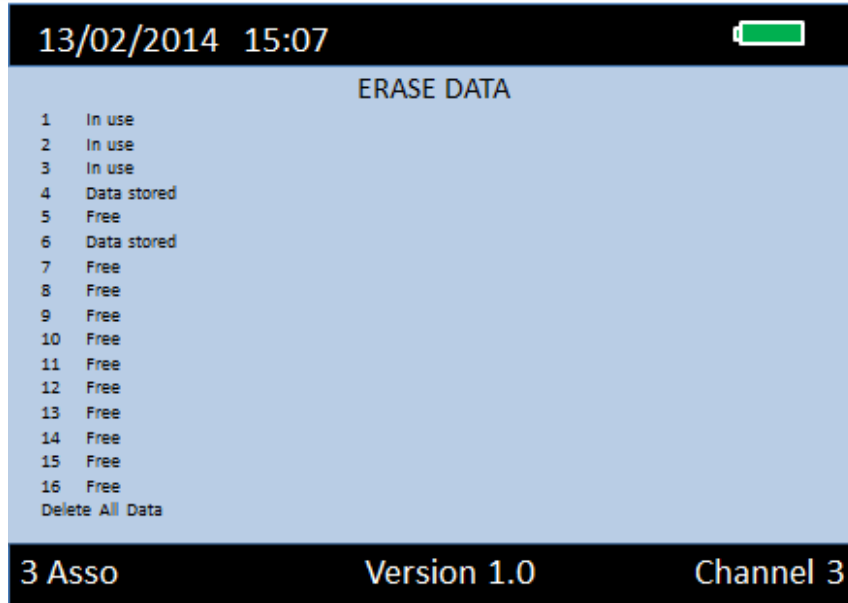 13/02/2014 15:07
ERASE DATA
1 In use
2 In use
3 In use
4 Data stored
5 Free
6 Data stored
7 Free
8 Free
9 Free
10 Free
11 Free
12 Free
13 Free
14 Free
15 Free
16 Free
Delete All Data
3 Asso Version 1.0 Channel 3